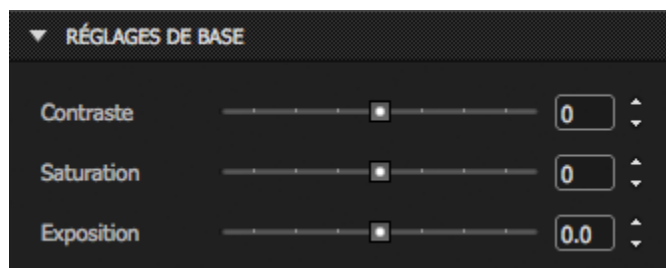 RÉGLAGES DE BASE
Contraste 0
Saturation 0
Exposition 0.0